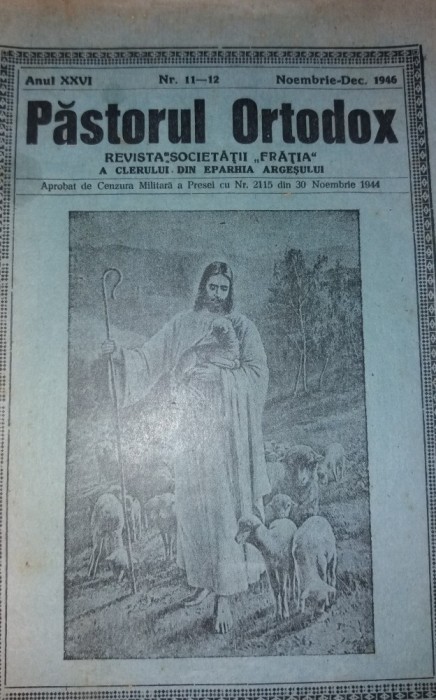 Anul XXVI Nr. 11—12 Noembrie-Dec. 1946
Păstorul Ortodox
REVISTA SOCIETĂȚII „FRĂȚIA“
A CLERULUI DIN EPARHIA ARGEȘULUI
Aprobat de Cenzura Militară a Presei cu Nr. 2115 din 30 Noembrie 1944